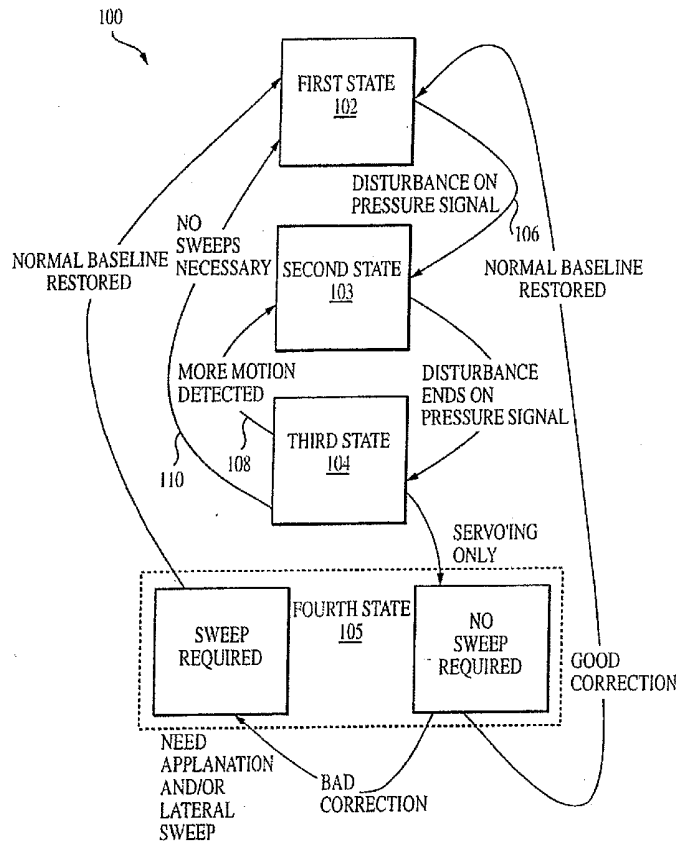 100
FIRST STATE
102
DISTURBANCE ON
PRESSURE SIGNAL
106
NO
SWEEPS
NECESSARY
NORMAL BASELINE
RESTORED
SECOND STATE
103
NORMAL BASELINE
RESTORED
MORE MOTION
DETECTED
DISTURBANCE
ENDS ON
PRESSURE SIGNAL
THIRD STATE
104
108
110
SERVO'ING
ONLY
FOURTH STATE
105
SWEEP
REQUIRED
NO
SWEEP
REQUIRED
GOOD
CORRECTION
NEED
APPLANATION
AND/OR
LATERAL
SWEEP
BAD
CORRECTION